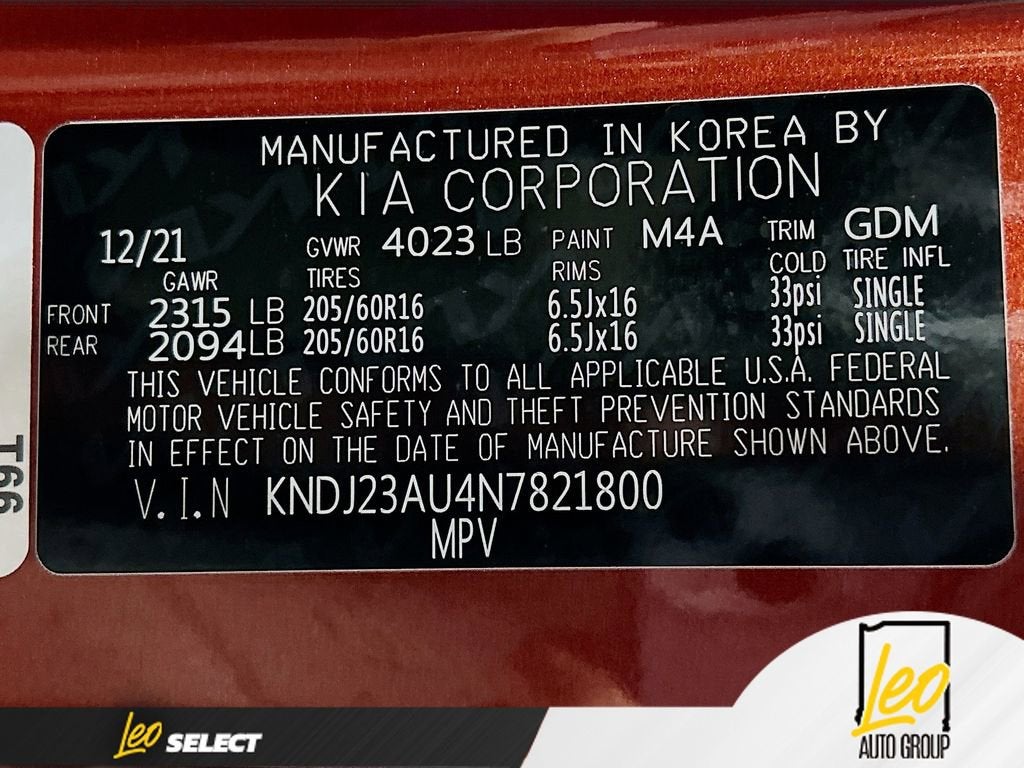 MANUFACTURED IN KOREA BY
KIA CORPORATION
12/21 GVWR 4023 LB PAINT M4A TRIM GDM
GAWR TIRES RIMS COLD TIRE INFL
FRONT 2315 LB 205/60R16 6.5Jx16 33psi SINGLE
REAR 2094LB 205/60R16 6.5Jx16 33psi SINGLE
THIS VEHICLE CONFORMS TO ALL APPLICABLE U.S.A. FEDERAL
MOTOR VEHICLE SAFETY AND THEFT PREVENTION STANDARDS
IN EFFECT ON THE DATE OF MANUFACTURE SHOWN ABOVE.
V.I.N KNDJ23AU4N7821800
MPV
T66
Leo SELECT
Leo
AUTO GROUP